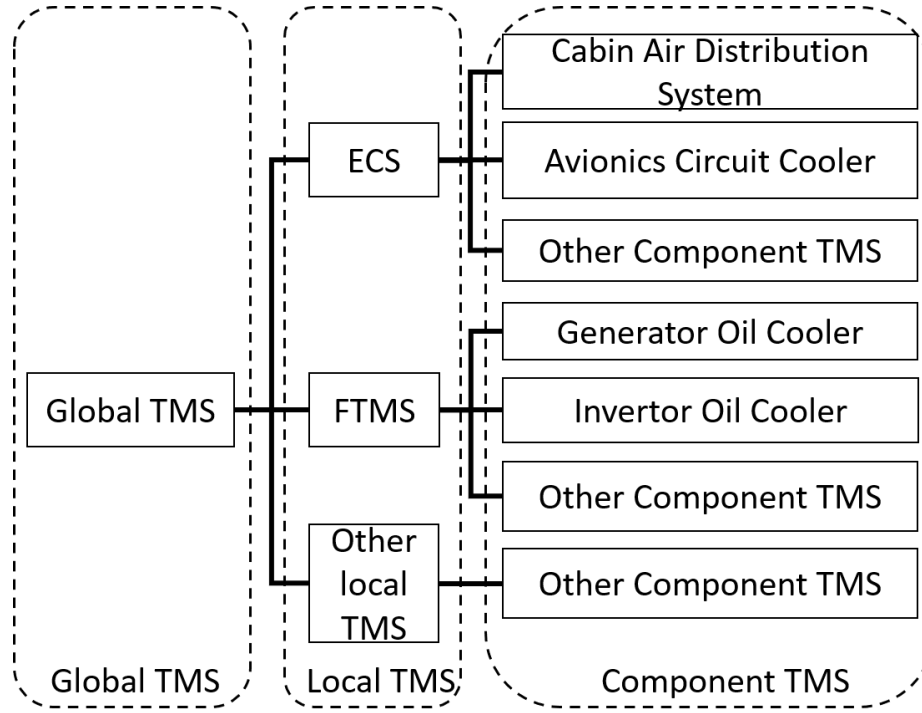 Cabin Air Distribution
System
ECS
Avionics Circuit Cooler
Other Component TMS
Generator Oil Cooler
Global TMS
FTMS
Invertor Oil Cooler
Other Component TMS
Other
local
TMS
Other Component TMS
Global TMS
Local TMS
Component TMS